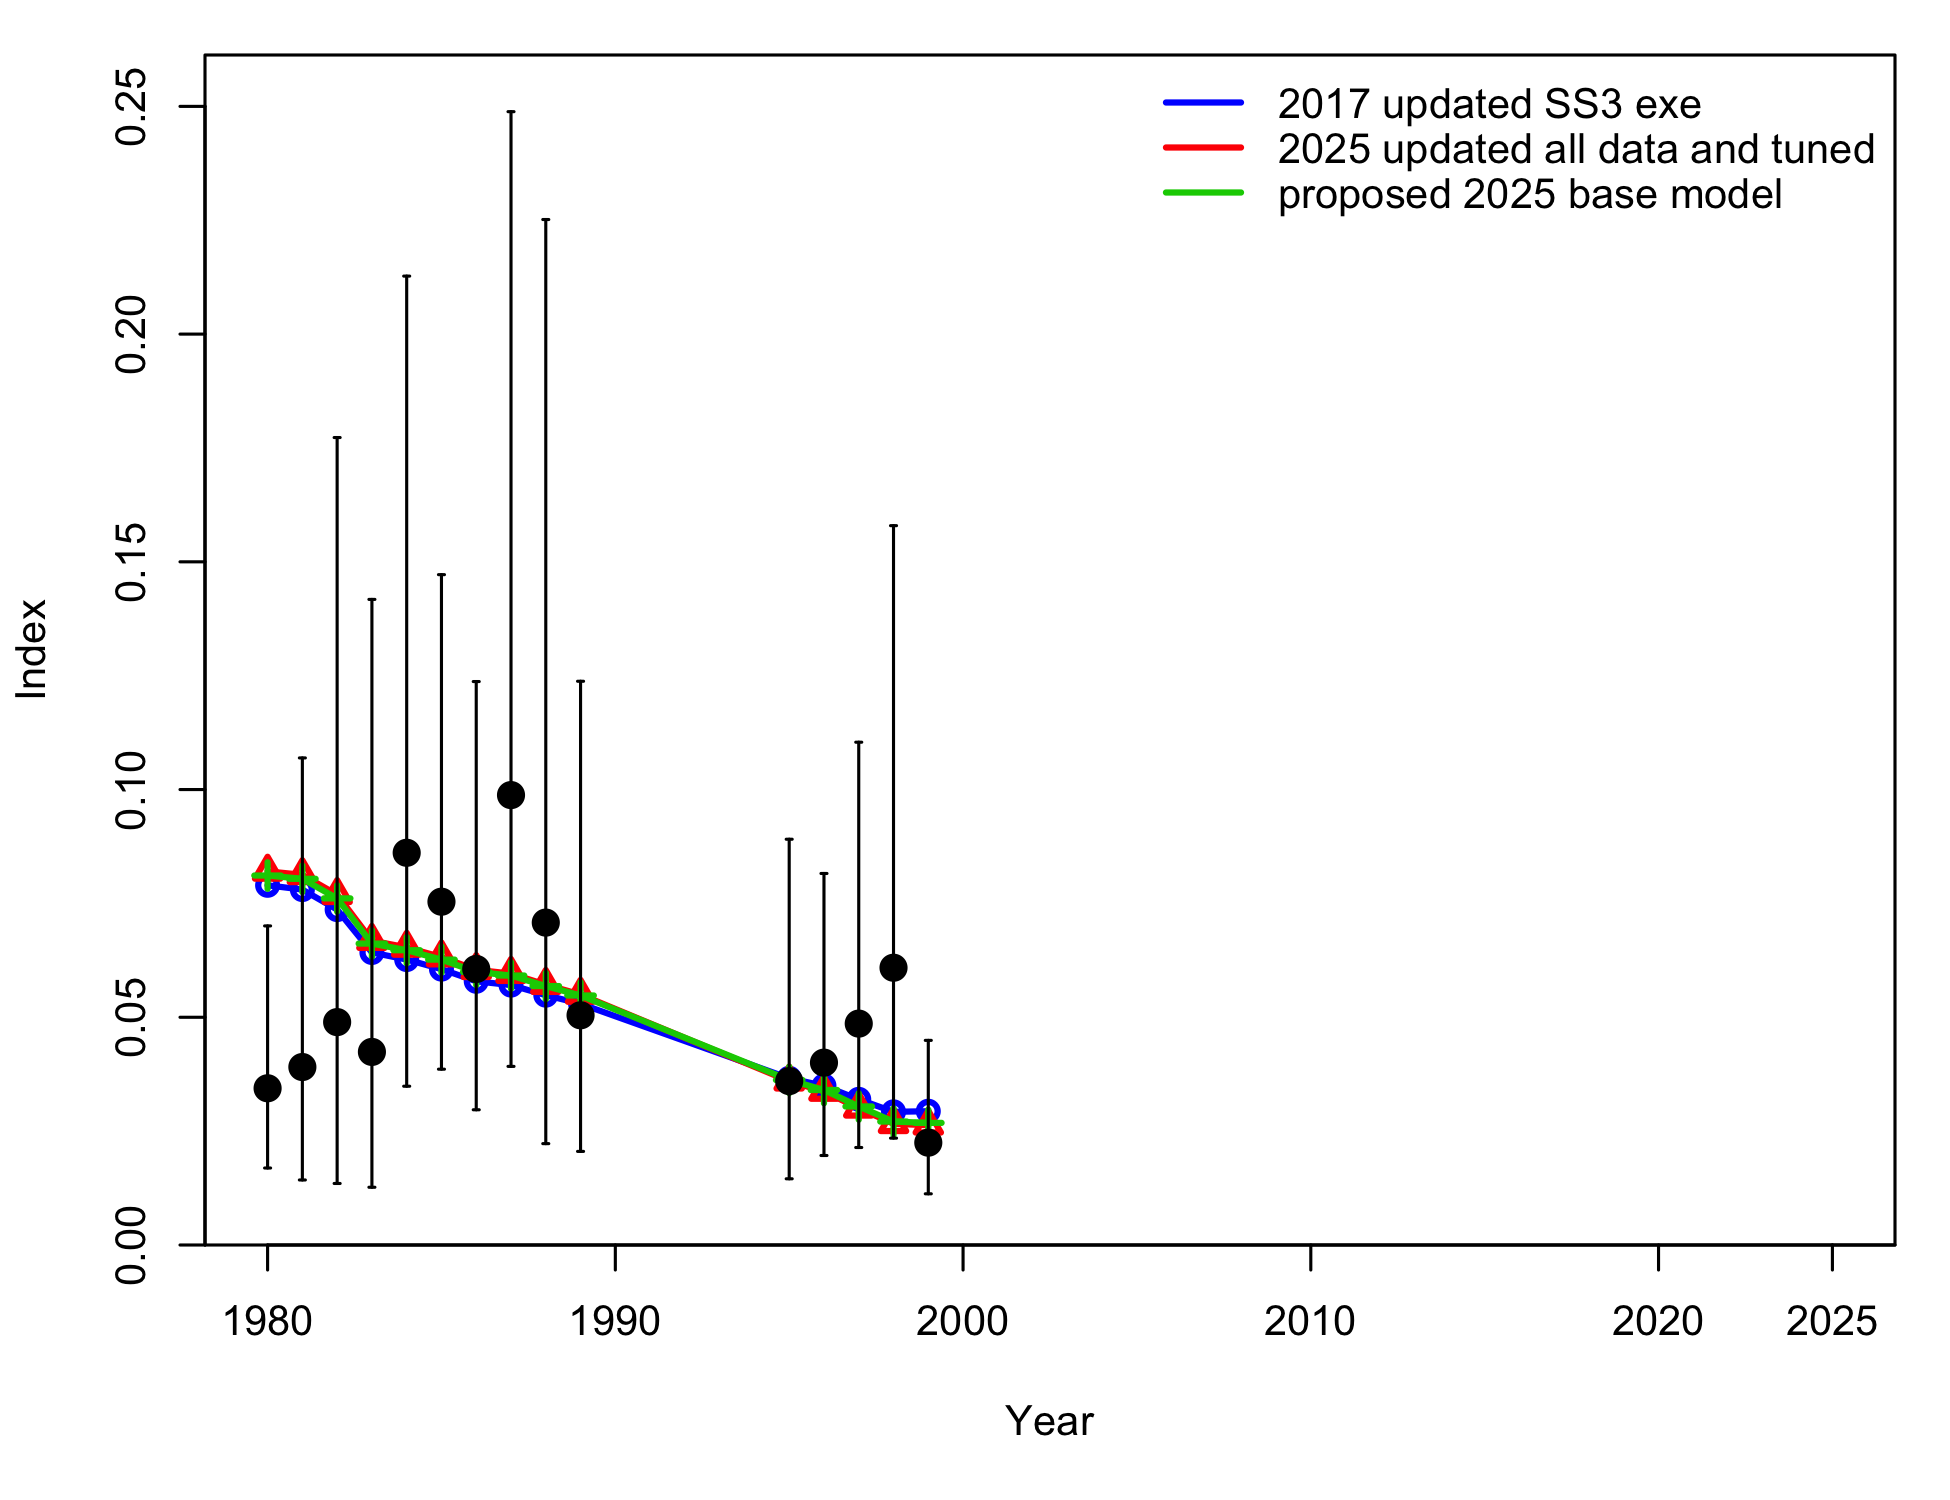 2017 updated SS3 exe
2025 updated all data and tuned
proposed 2025 base model
0.25
0.20
0.15
0.10
0.05
0.00
Index
1980 1990 2000 2010 2020 2025
Year